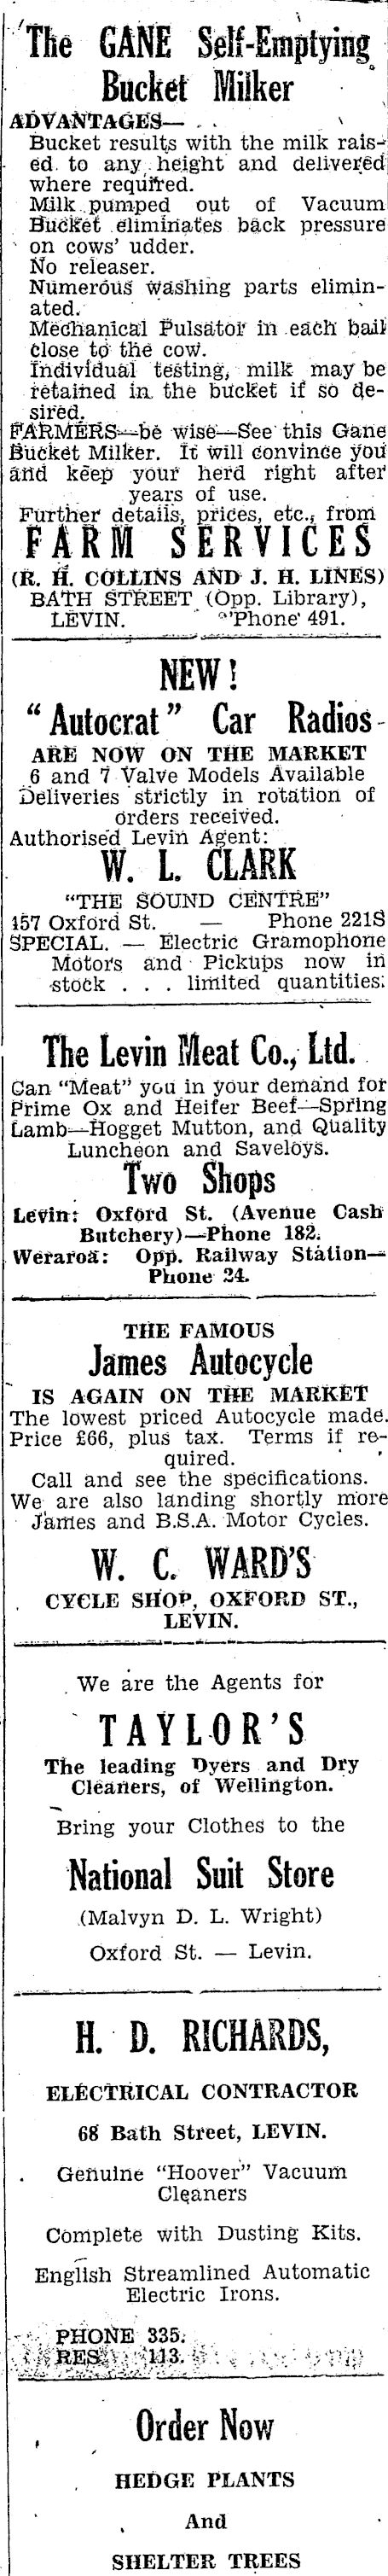 The GANE Self-Emptying
Bucket Milker
ADVANTAGES—
Bucket results with the milk rais-
ed to any height and delivered
where required.
Milk pumped out of Vacuum
Bucket eliminates back pressure
on cows' udder.
No releaser.
Numerous washing parts elimin-
ated.
Mechanical Pulsator in each bail
close to the cow.
Individual testing, milk may be
retained in the bucket if so de-
sired.
FARMERS—be wise—See this Gane
Bucket Milker. It will convince you
and keep your herd right after
years of use.
Further details, prices, etc., from
FARM SERVICES
(R. H. COLLINS AND J. H. LINES)
BATH STREET (Opp. Library),
LEVIN. 'Phone 491.
NEW!
"Autocrat" Car Radios
ARE NOW ON THE MARKET
6 and 7 Valve Models Available
Deliveries strictly in rotation of
orders received.
Authorised Levin Agent:
W. L. CLARK
"THE SOUND CENTRE"
157 Oxford St. — Phone 221S
SPECIAL. — Electric Gramophone
Motors and Pickups now in
stock . . . limited quantities.
The Levin Meat Co., Ltd.
Can "Meat" you in your demand for
Prime Ox and Heifer Beef—Spring
Lamb—Hogget Mutton, and Quality
Luncheon and Saveloys.
Two Shops
Levin: Oxford St. (Avenue Cash
Butchery)—Phone 182.
Weraroa: Opp. Railway Station—
Phone 24.
THE FAMOUS
James Autocycle
IS AGAIN ON THE MARKET
The lowest priced Autocycle made.
Price £66, plus tax. Terms if re-
quired.
Call and see the specifications.
We are also landing shortly more
James and B.S.A. Motor Cycles.
W. C. WARD'S
CYCLE SHOP, OXFORD ST.,
LEVIN.
We are the Agents for
TAYLOR'S
The leading Dyers and Dry
Cleaners, of Wellington.
Bring your Clothes to the
National Suit Store
(Malvyn D. L. Wright)
Oxford St. — Levin.
H. D. RICHARDS,
ELECTRICAL CONTRACTOR
68 Bath Street, LEVIN.
Genuine "Hoover" Vacuum
Cleaners
Complete with Dusting Kits.
English Streamlined Automatic
Electric Irons.
PHONE 335.
RES. 113.
Order Now
HEDGE PLANTS
And
SHELTER TREES